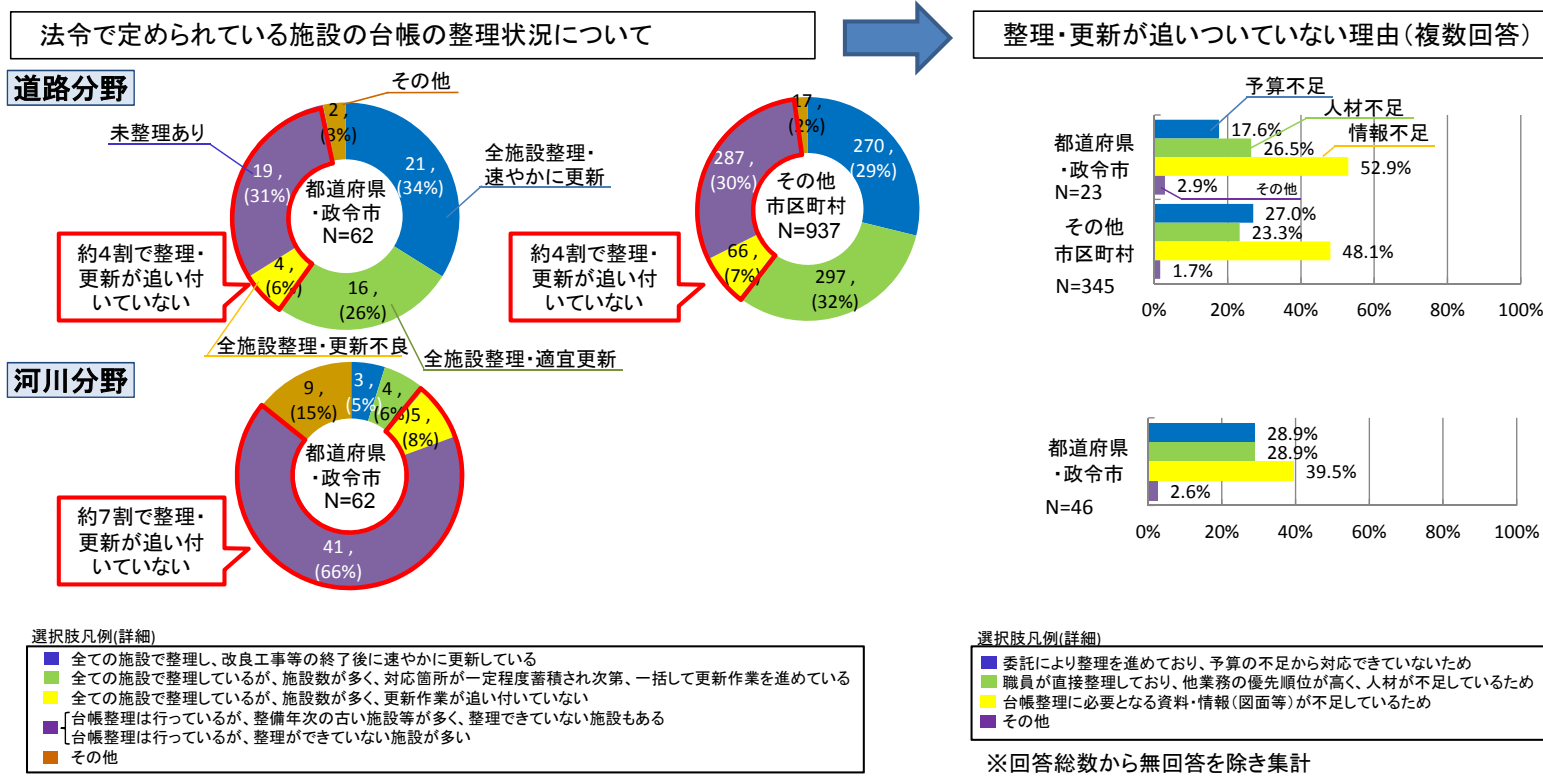 法令で定められている施設の台帳の整理状況について
整理・更新が追いついていない理由(複数回答)
道路分野
その他
未整理あり
全施設整理・
速やかに更新
2,
(3%)
21,
(34%)
19,
(31%)
4,
(6%)
16,
(26%)
都道府県
・政令市
N=62
約4割で整理・
更新が追い付
いていない
全施設整理・更新不良
全施設整理・適宜更新
17,
(2%)
270,
(29%)
287,
(30%)
66,
(7%)
297,
(32%)
その他
市区町村
N=937
約4割で整理・
更新が追い付
いていない
予算不足
人材不足
情報不足
都道府県
・政令市
N=23
17.6%
26.5%
52.9%
2.9%
その他
その他
市区町村
N=345
27.0%
23.3%
48.1%
1.7%
0% 20% 40% 60% 80% 100%
河川分野
9,
(15%)
3,
(5%)
4,
(6%)
5,
(8%)
41,
(66%)
都道府県
・政令市
N=62
約7割で整理・
更新が追い付
いていない
都道府県
・政令市
N=46
28.9%
28.9%
39.5%
2.6%
0% 20% 40% 60% 80% 100%
選択肢凡例(詳細)
全ての施設で整理し、改良工事等の終了後に速やかに更新している
全ての施設で整理しているが、施設数が多く、対応箇所が一定程度蓄積され次第、一括して更新作業を進めている
全ての施設で整理しているが、施設数が多く、更新作業が追い付いていない
台帳整理は行っているが、整備年次の古い施設等が多く、整理できていない施設もある
台帳整理は行っているが、整理ができていない施設が多い
その他
選択肢凡例(詳細)
委託により整理を進めており、予算の不足から対応できていないため
職員が直接整理しており、他業務の優先順位が高く、人材が不足しているため
台帳整理に必要となる資料・情報(図面等)が不足しているため
その他
※回答総数から無回答を除き集計